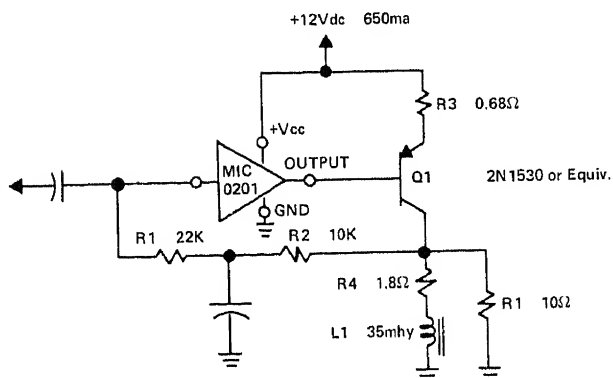 +12Vdc 650ma
R3 0.68Ω
+Vcc
MIC
0201
OUTPUT
Q1
2N1530 or Equiv.
GND
R1 22K
R2 10K
R4 1.8Ω
R1 10Ω
L1 35mhy